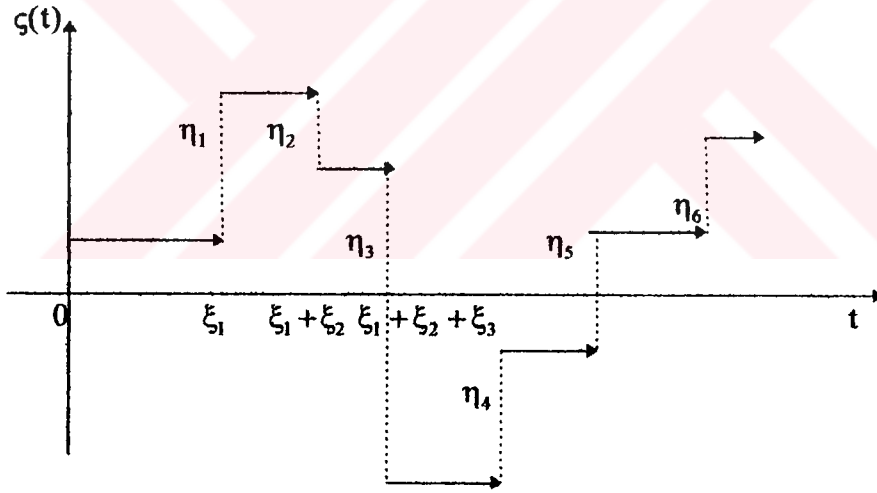 ς(t)
η₁ η₂
η₆
η₃ η₅
0 ξ₁ ξ₁ + ξ₂ ξ₁ + ξ₂ + ξ₃ t
η₄